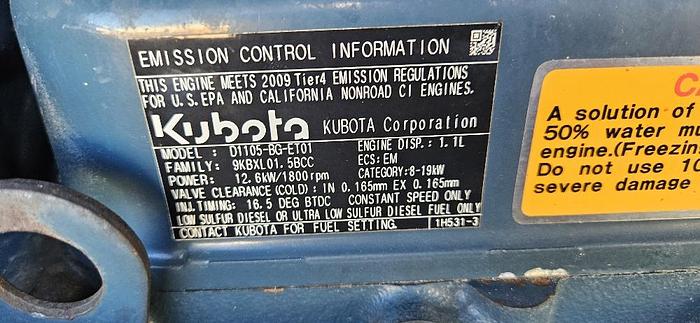 EMISSION CONTROL INFORMATION
THIS ENGINE MEETS 2009 Tier4 EMISSION REGULATIONS
FOR U.S.EPA AND CALIFORNIA NONROAD CI ENGINES.
Kubota KUBOTA Corporation
MODEL : D1105-BG-ET01 ENGINE DISP.: 1.1L
FAMILY : 9KBXL01.5BCC ECS:EM
POWER: 12.6kW/1800rpm CATEGORY:8-19kW
VALVE CLEARANCE(COLD): IN 0.165mm EX 0.165mm
INJ.TIMING: 16.5 DEG BTDC CONSTANT SPEED ONLY
LOW SULFUR DIESEL OR ULTRA LOW SULFUR DIESEL FUEL ONLY
CONTACT KUBOTA FOR FUEL SETTING. 1H531-3
CA
A solution of
50% water mu
engine.(Freezin
Do not use 10
severe damage